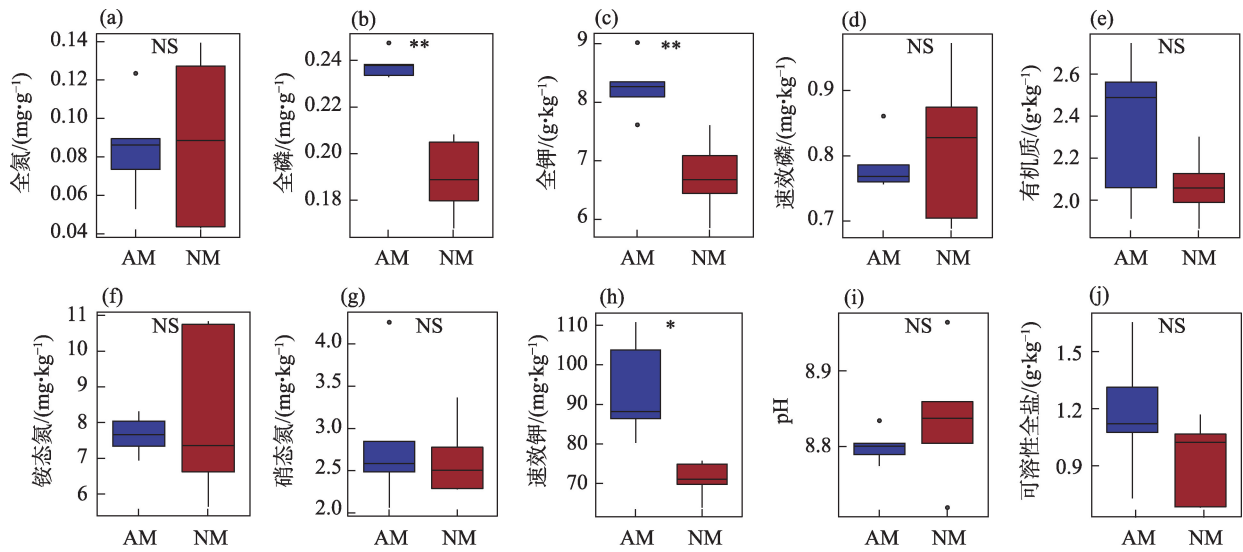 (a)
全氮/(mg·g⁻¹)
0.14
0.12
0.10
0.08
0.06
0.04
NS
AM NM
(b)
全磷/(mg·g⁻¹)
0.24
0.22
0.20
0.18
**
AM NM
(c)
全钾/(g·kg⁻¹)
9
8
7
6
**
AM NM
(d)
速效磷/(mg·kg⁻¹)
0.9
0.8
0.7
NS
AM NM
(e)
有机质/(g·kg⁻¹)
2.6
2.4
2.2
2.0
NS
AM NM
(f)
铵态氮/(mg·kg⁻¹)
11
10
9
8
7
6
NS
AM NM
(g)
硝态氮/(mg·kg⁻¹)
4.0
3.5
3.0
2.5
2.0
NS
AM NM
(h)
速效钾/(mg·kg⁻¹)
110
100
90
80
70
*
AM NM
(i)
pH
8.9
8.8
NS
AM NM
(j)
可溶性全盐/(g·kg⁻¹)
1.5
1.2
0.9
NS
AM NM